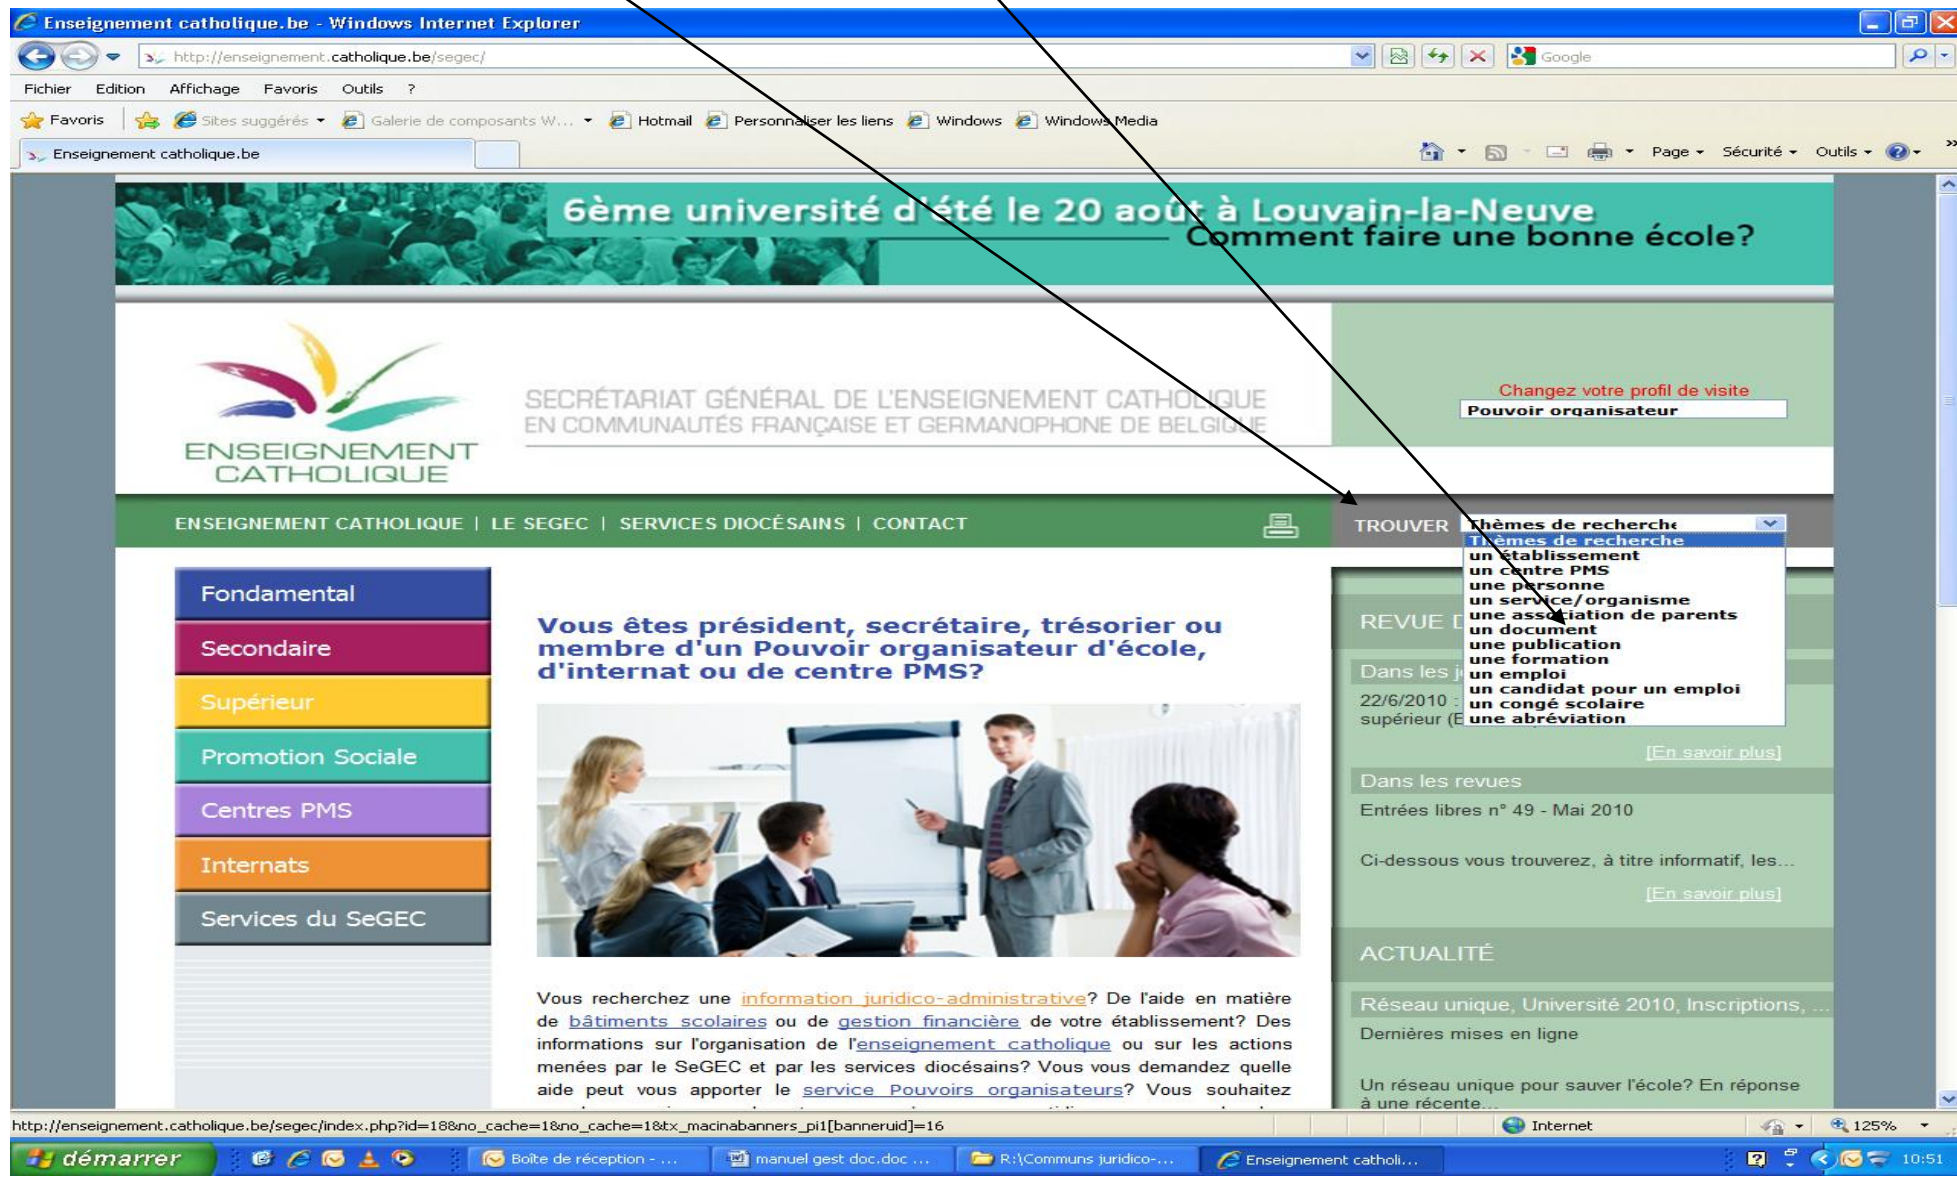 Enseignement catholique.be - Windows Internet Explorer
http://enseignement.catholique.be/segec/
Google
Fichier Edition Affichage Favoris Outils ?
Favoris Sites suggérés Galerie de composants W... Hotmail Personnaliser les liens Windows Windows Media
Enseignement catholique.be
Page Sécurité Outils
6ème université d'été le 20 août à Louvain-la-Neuve
Comment faire une bonne école?
ENSEIGNEMENT
CATHOLIQUE
SECRÉTARIAT GÉNÉRAL DE L'ENSEIGNEMENT CATHOLIQUE
EN COMMUNAUTÉS FRANÇAISE ET GERMANOPHONE DE BELGIQUE
Changez votre profil de visite
Pouvoir organisateur
ENSEIGNEMENT CATHOLIQUE | LE SEGEC | SERVICES DIOCÉSAINS | CONTACT
TROUVER Thèmes de recherche
Thèmes de recherche
un établissement
un centre PMS
une personne
un service/organisme
une association de parents
un document
une publication
une formation
un emploi
un candidat pour un emploi
un congé scolaire
une abréviation
Fondamental
Secondaire
Supérieur
Promotion Sociale
Centres PMS
Internats
Services du SeGEC
Vous êtes président, secrétaire, trésorier ou
membre d'un Pouvoir organisateur d'école,
d'internat ou de centre PMS?
Vous recherchez une information juridico-administrative? De l'aide en matière
de bâtiments scolaires ou de gestion financière de votre établissement? Des
informations sur l'organisation de l'enseignement catholique ou sur les actions
menées par le SeGEC et par les services diocésains? Vous vous demandez quelle
aide peut vous apporter le service Pouvoirs organisateurs? Vous souhaitez
REVUE
Dans les
22/6/2010 :
supérieur
[En savoir plus]
Dans les revues
Entrées libres n° 49 - Mai 2010
Ci-dessous vous trouverez, à titre informatif, les...
[En savoir plus]
ACTUALITÉ
Réseau unique, Université 2010, Inscriptions, ...
Dernières mises en ligne
Un réseau unique pour sauver l'école? En réponse
à une récente...
http://enseignement.catholique.be/segec/index.php?id=18&no_cache=1&no_cache=1&tx_macinabanners_pi1[banneruid]=16
Internet
125%
démarrer
Boîte de réception - ...
manuel gest doc.doc ...
R:\Communs juridico-...
Enseignement catholi...
10:51